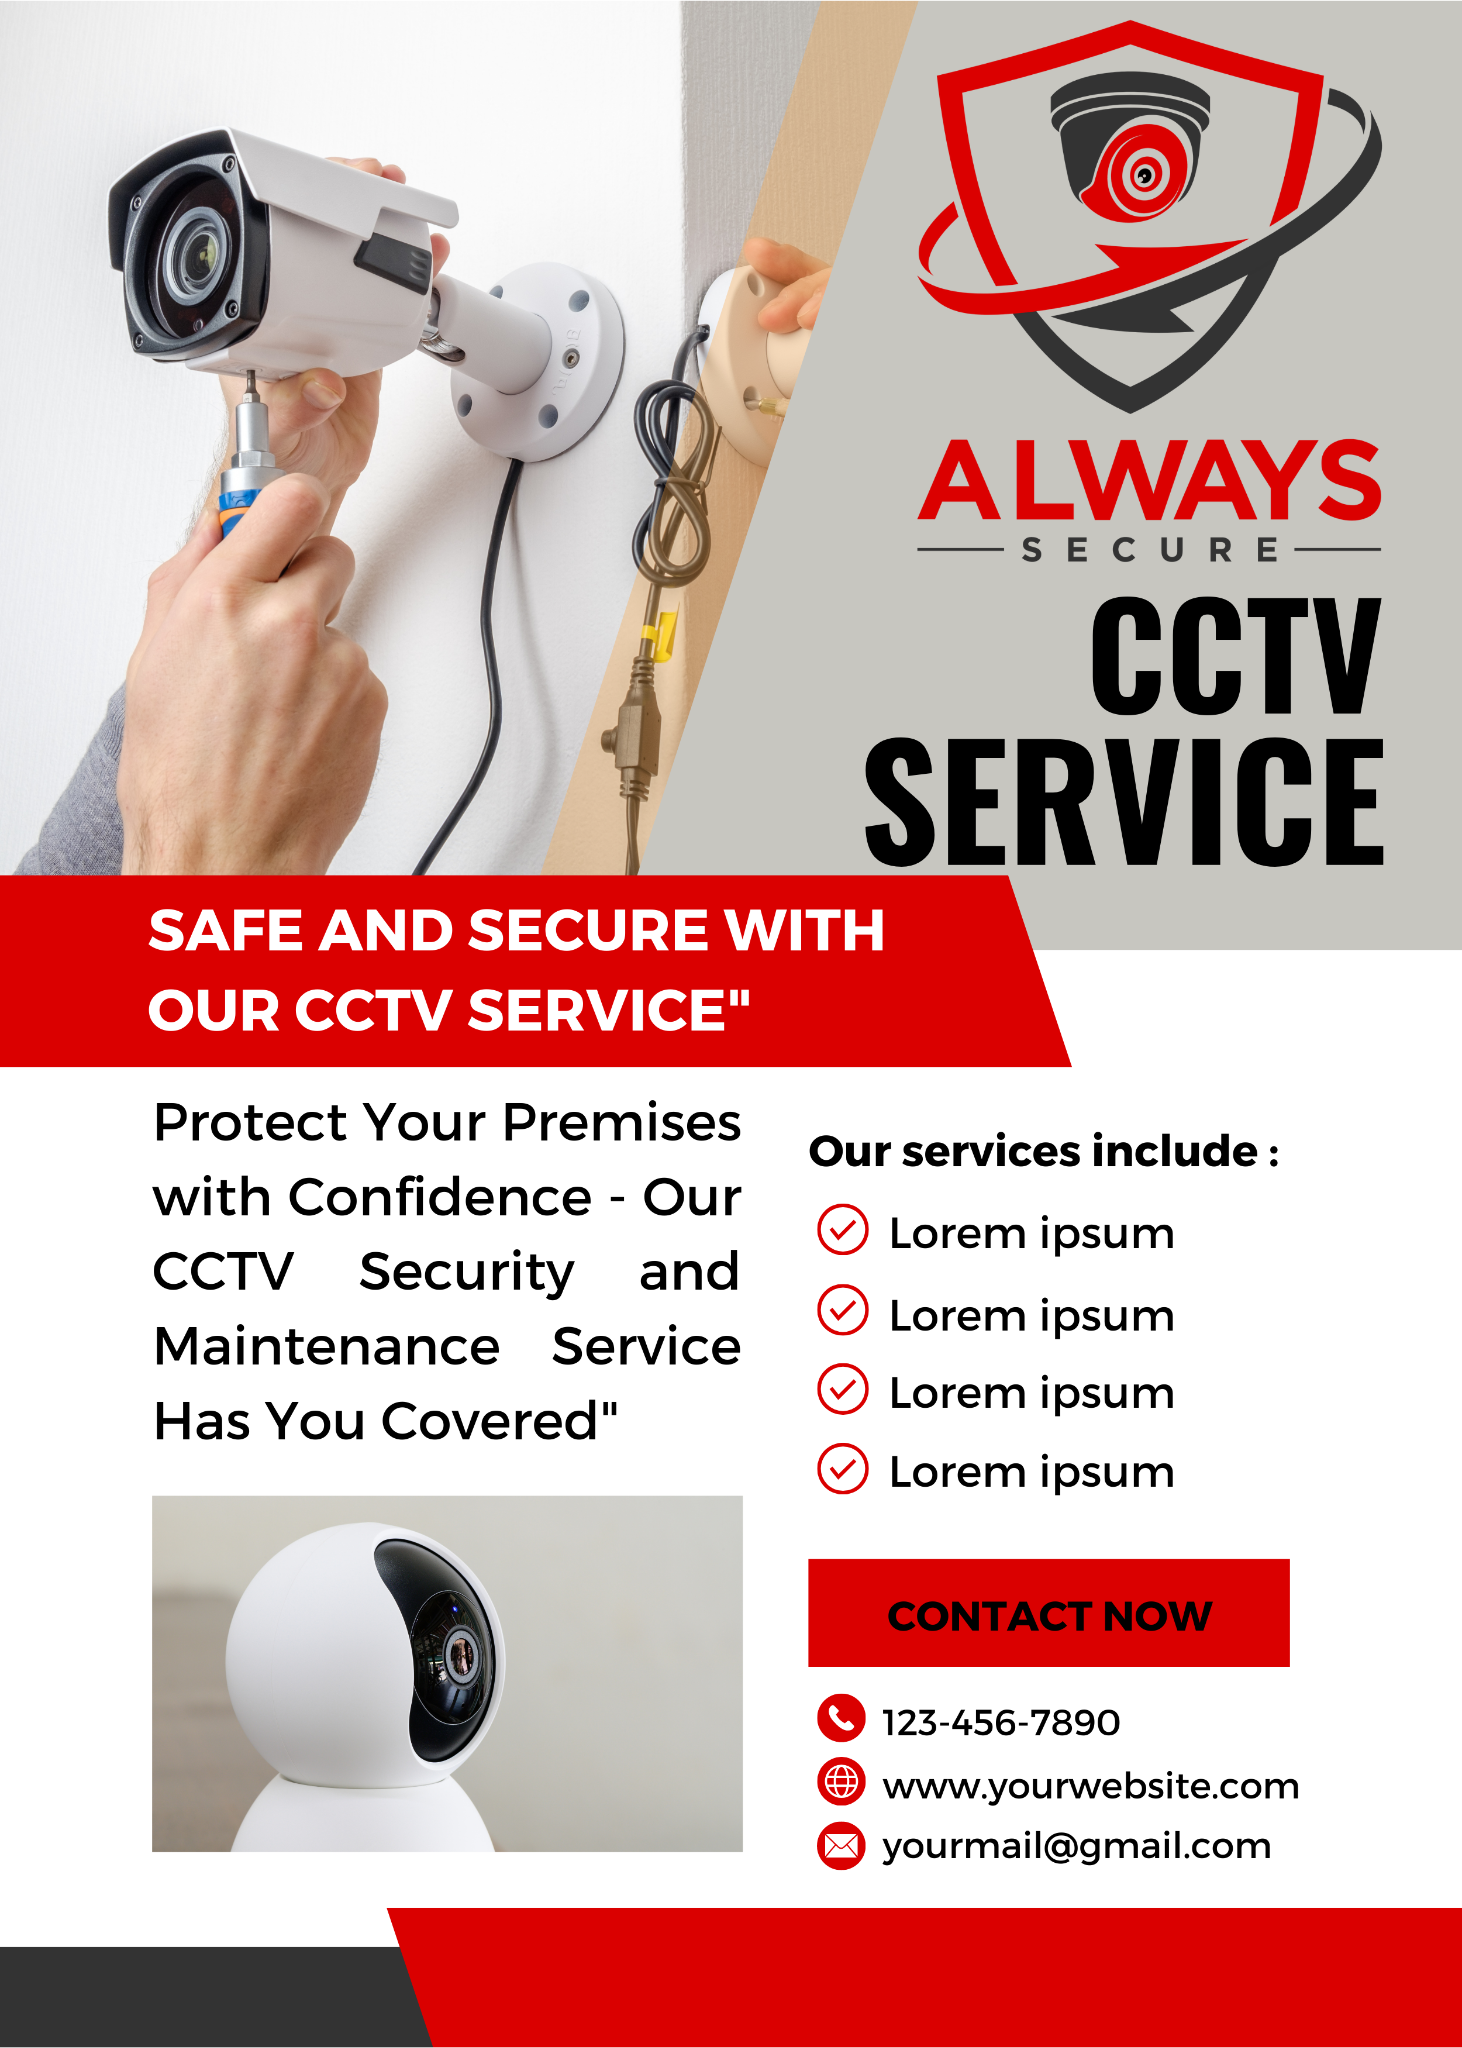 ALWAYS
SECURE
CCTV
SERVICE
SAFE AND SECURE WITH
OUR CCTV SERVICE"
Protect Your Premises
with Confidence - Our
CCTV Security and
Maintenance Service
Has You Covered"
Our services include :
Lorem ipsum
Lorem ipsum
Lorem ipsum
Lorem ipsum
CONTACT NOW
123-456-7890
www.yourwebsite.com
yourmail@gmail.com